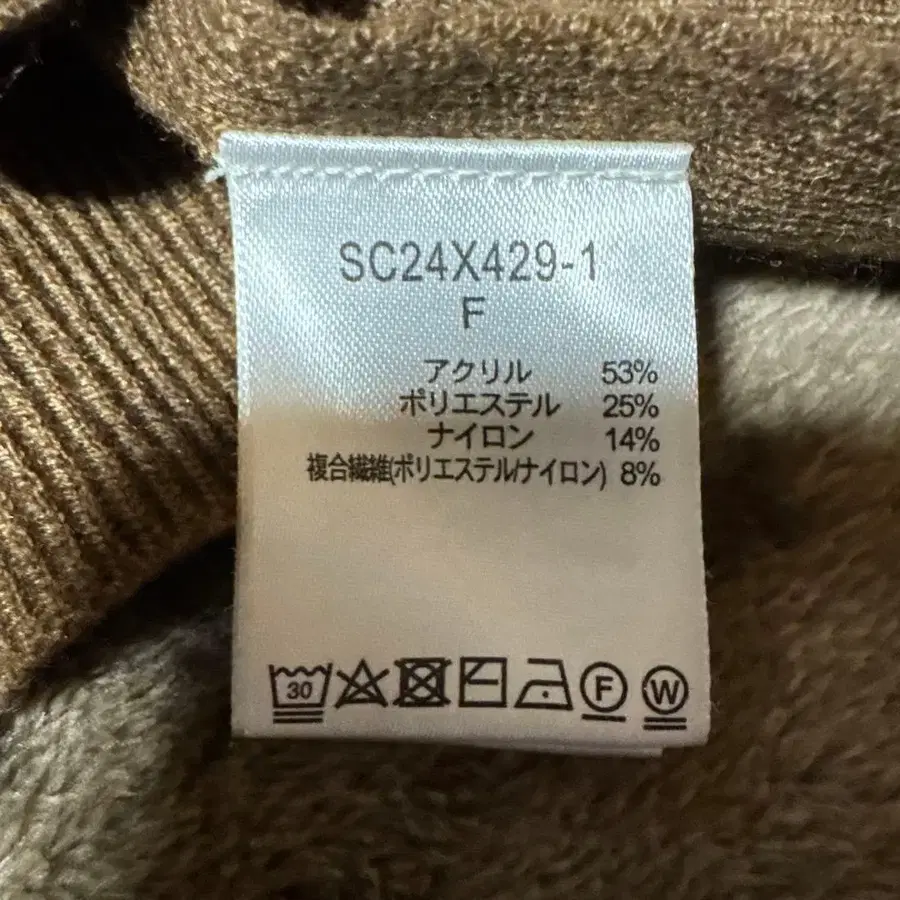 SC24X429-1
F
アクリル 53%
ポリエステル 25%
ナイロン 14%
複合繊維(ポリエステル/ナイロン) 8%
30 F W